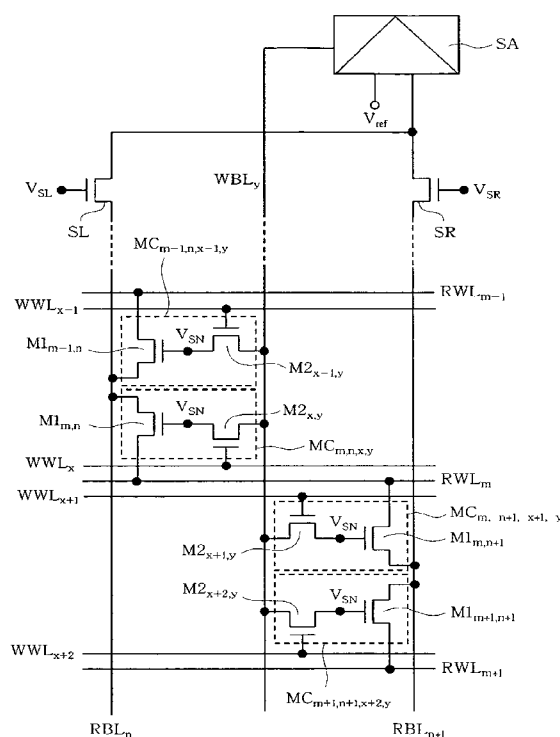 SA
V_ref
WBL_y
V_SL
V_SR
SL
SR
MC_m−1,n,x−1,y
RWL_m−1
WWL_x−1
V_SN
M1_m−1,n
M2_x−1,y
V_SN
M2_x,y
M1_m,n
MC_m,n,x,y
WWL_x
RWL_m
WWL_x+1
MC_m, n+1, x+1, y
V_SN
M1_m,n+1
M2_x+1,y
M2_x+2,y
V_SN
M1_m+1,n+1
WWL_x+2
RWL_m+1
MC_m+1,n+1,x+2,y
RBL_n
RBL_n+1